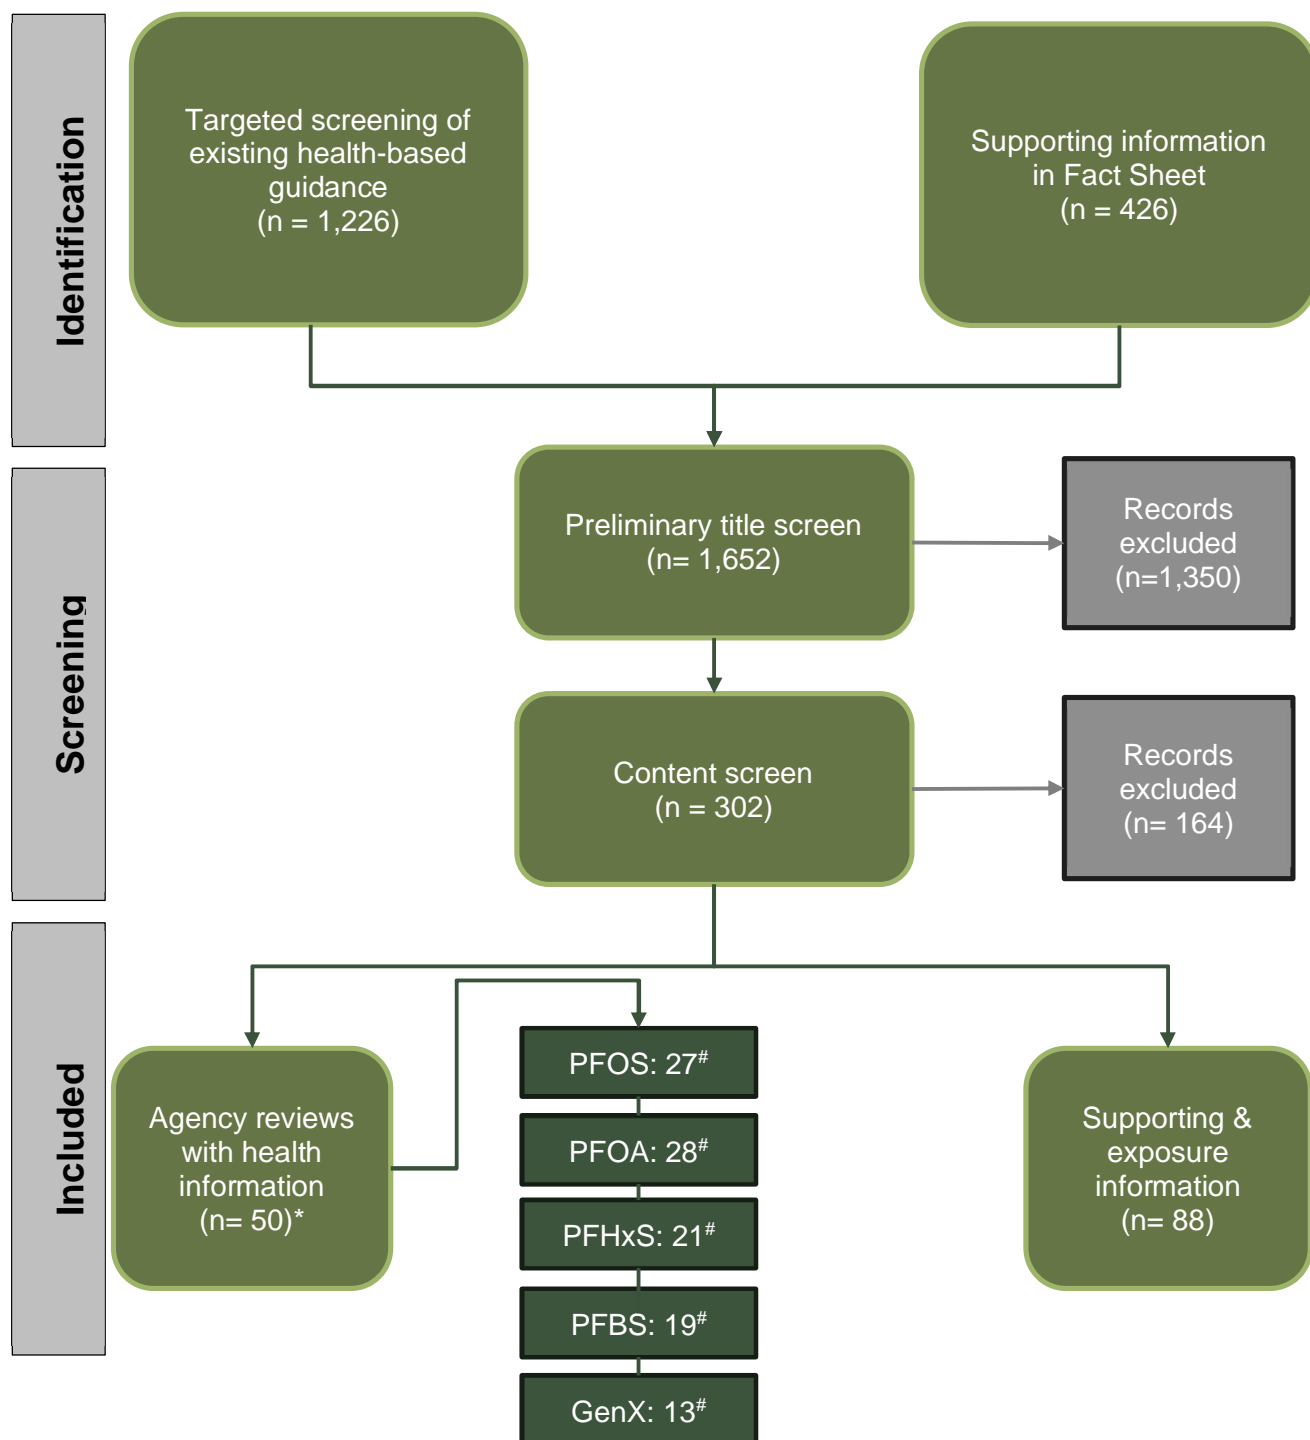 Identification
Targeted screening of
existing health-based
guidance
(n = 1,226)
Supporting information
in Fact Sheet
(n = 426)
Screening
Preliminary title screen
(n= 1,652)
Records
excluded
(n=1,350)
Content screen
(n = 302)
Records
excluded
(n= 164)
Included
Agency reviews
with health
information
(n= 50)*
PFOS: 27#
PFOA: 28#
PFHxS: 21#
PFBS: 19#
GenX: 13#
Supporting &
exposure
information
(n= 88)